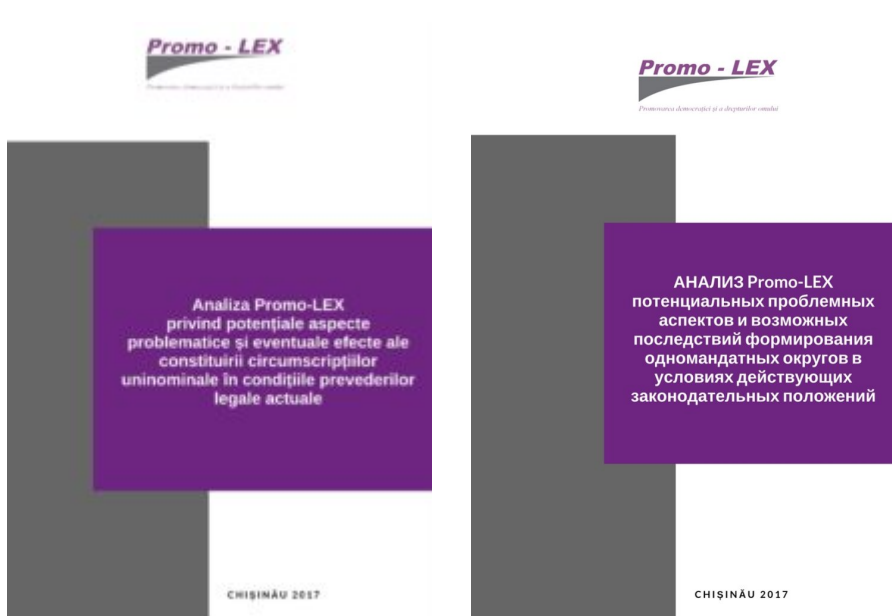 Promo - LEX
Analiza Promo-LEX
privind potențiale aspecte
problematice și eventuale efecte ale
constituirii circumscripțiilor
uninominale în condițiile prevederilor
legale actuale
CHIȘINĂU 2017
Promo - LEX
Promovarea democrației și a drepturilor omului
АНАЛИЗ Promo-LEX
потенциальных проблемных
аспектов и возможных
последствий формирования
одномандатных округов в
условиях действующих
законодательных положений
CHIȘINĂU 2017